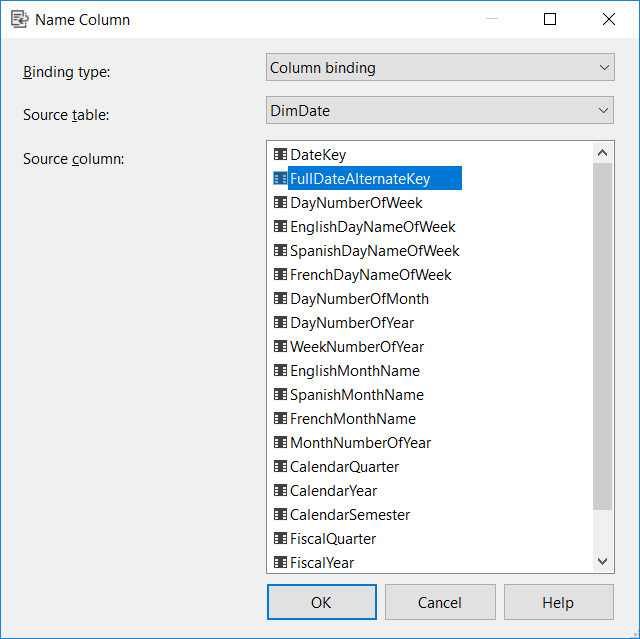 Name Column
Binding type:
Column binding
Source table:
DimDate
Source column:
DateKey
FullDateAlternateKey
DayNumberOfWeek
EnglishDayNameOfWeek
SpanishDayNameOfWeek
FrenchDayNameOfWeek
DayNumberOfMonth
DayNumberOfYear
WeekNumberOfYear
EnglishMonthName
SpanishMonthName
FrenchMonthName
MonthNumberOfYear
CalendarQuarter
CalendarYear
CalendarSemester
FiscalQuarter
FiscalYear
OK
Cancel
Help